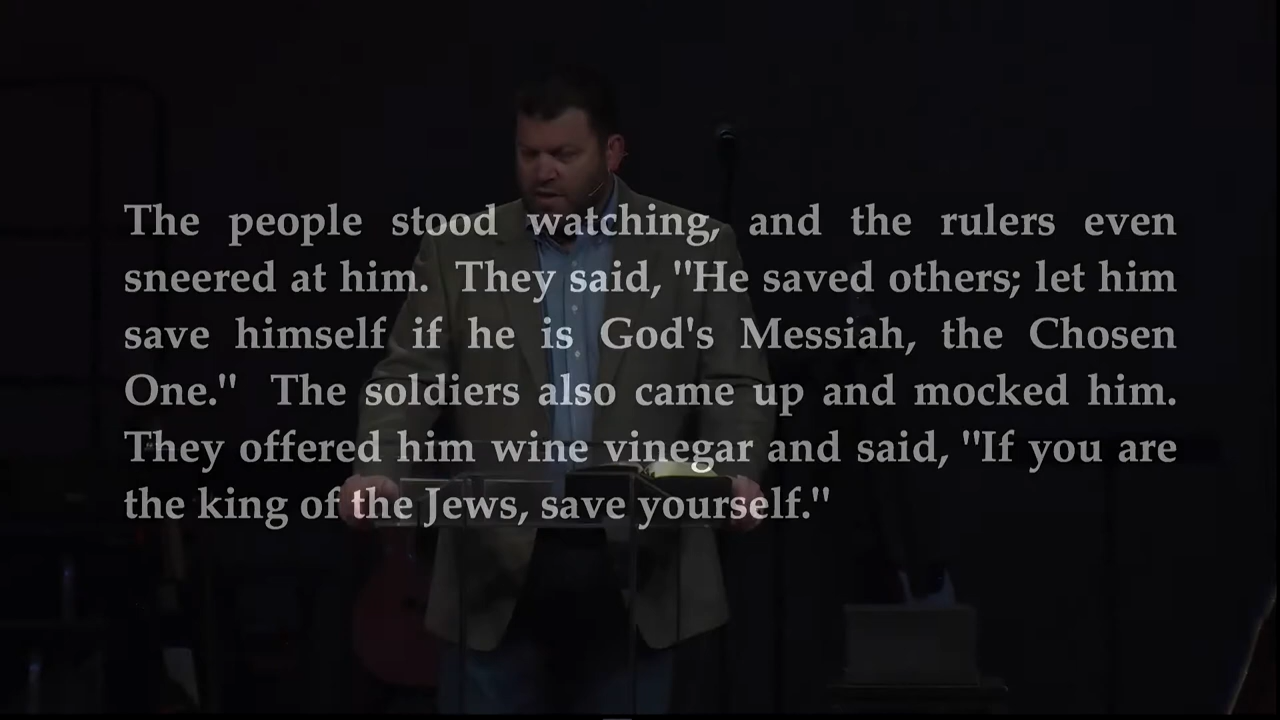 The people stood watching, and the rulers even
sneered at him. They said, "He saved others; let him
save himself if he is God's Messiah, the Chosen
One." The soldiers also came up and mocked him.
They offered him wine vinegar and said, "If you are
the king of the Jews, save yourself."